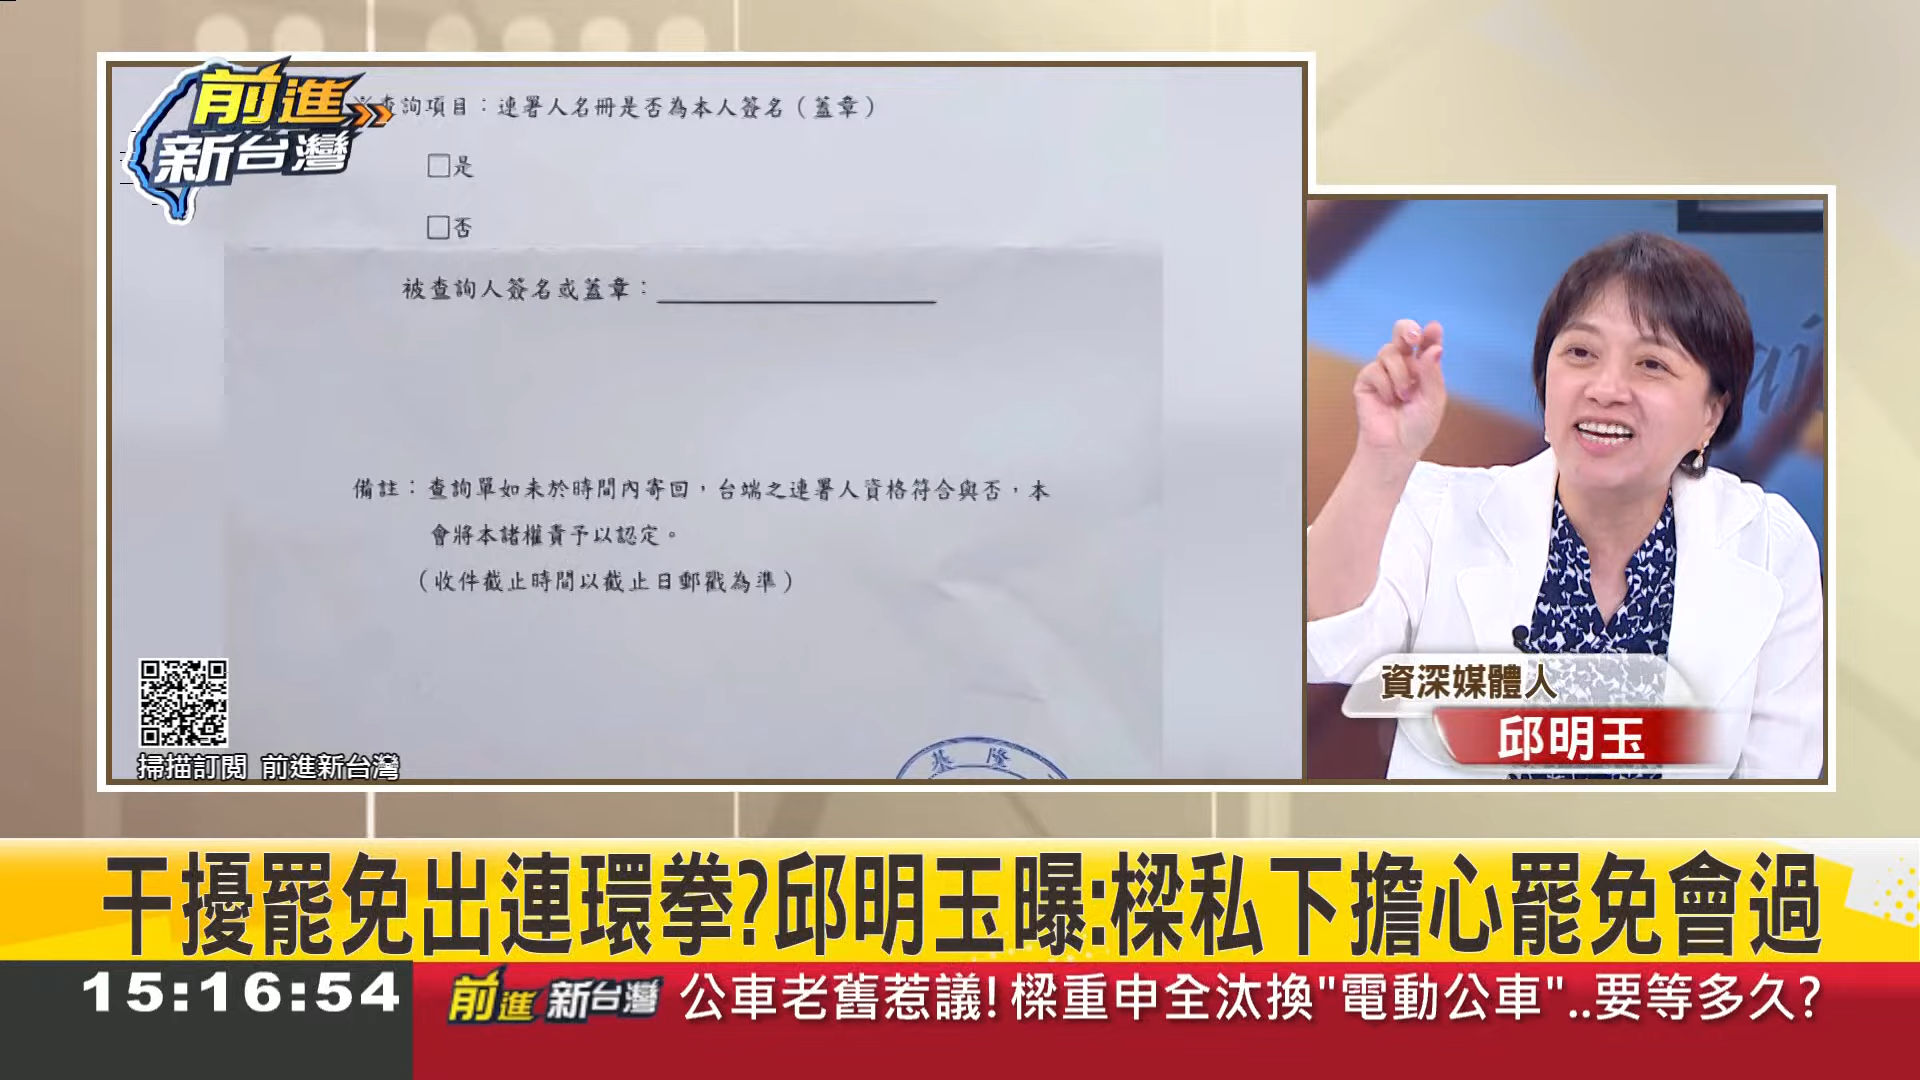 前進
新台灣
※查詢項目：連署人名冊是否為本人簽名（蓋章）
□是
□否
被查詢人簽名或蓋章：
備註：查詢單如未於時間內寄回，台端之連署人資格符合與否，本
會將本諸權責予以認定。
（收件截止時間以截止日郵戳為準）
基隆
掃描訂閱 前進新台灣
資深媒體人
邱明玉
干擾罷免出連環拳?邱明玉曝:樑私下擔心罷免會過
15:16:54
前進新台灣 公車老舊惹議!樑重申全汰換"電動公車"..要等多久?